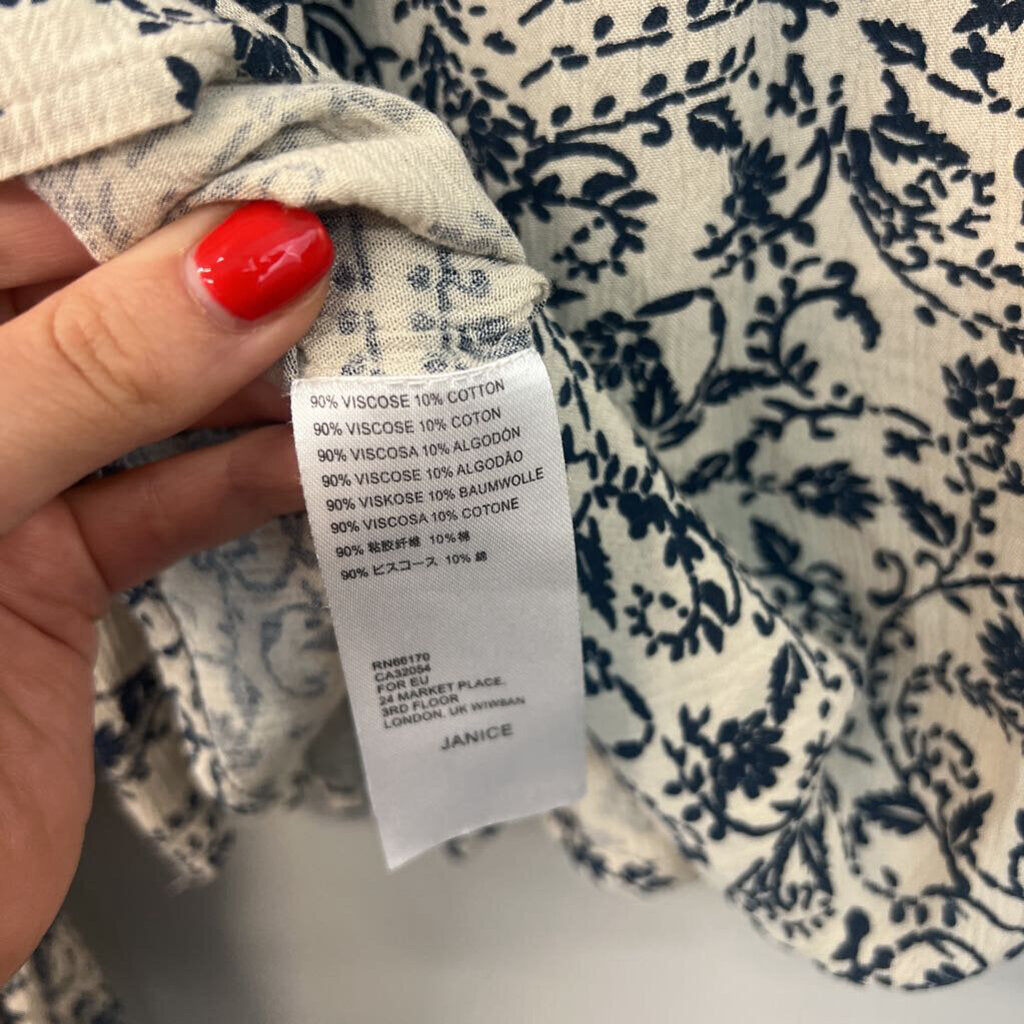 90% VISCOSE 10% COTTON
90% VISCOSE 10% COTON
90% VISCOSA 10% ALGODÓN
90% VISCOSE 10% ALGODÃO
90% VISKOSE 10% BAUMWOLLE
90% VISCOSA 10% COTONE
90% 粘胶纤维 10% 棉
90% ビスコース 10% 綿
RN66170
CA32054
FOR EU
24 MARKET PLACE,
3RD FLOOR
LONDON, UK
JANICE